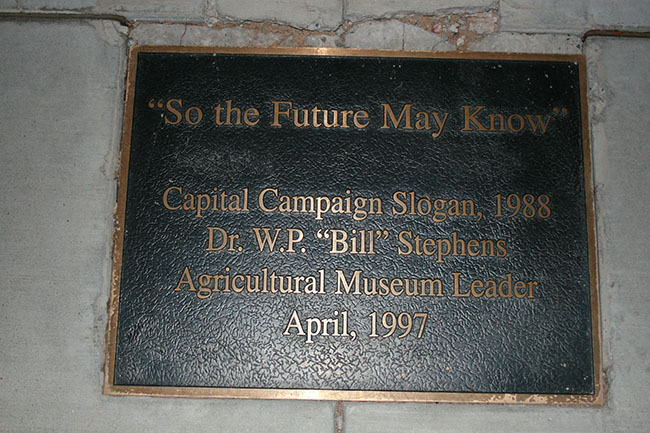 “So the Future May Know”
Capital Campaign Slogan, 1988
Dr. W.P. “Bill” Stephens
Agricultural Museum Leader
April, 1997